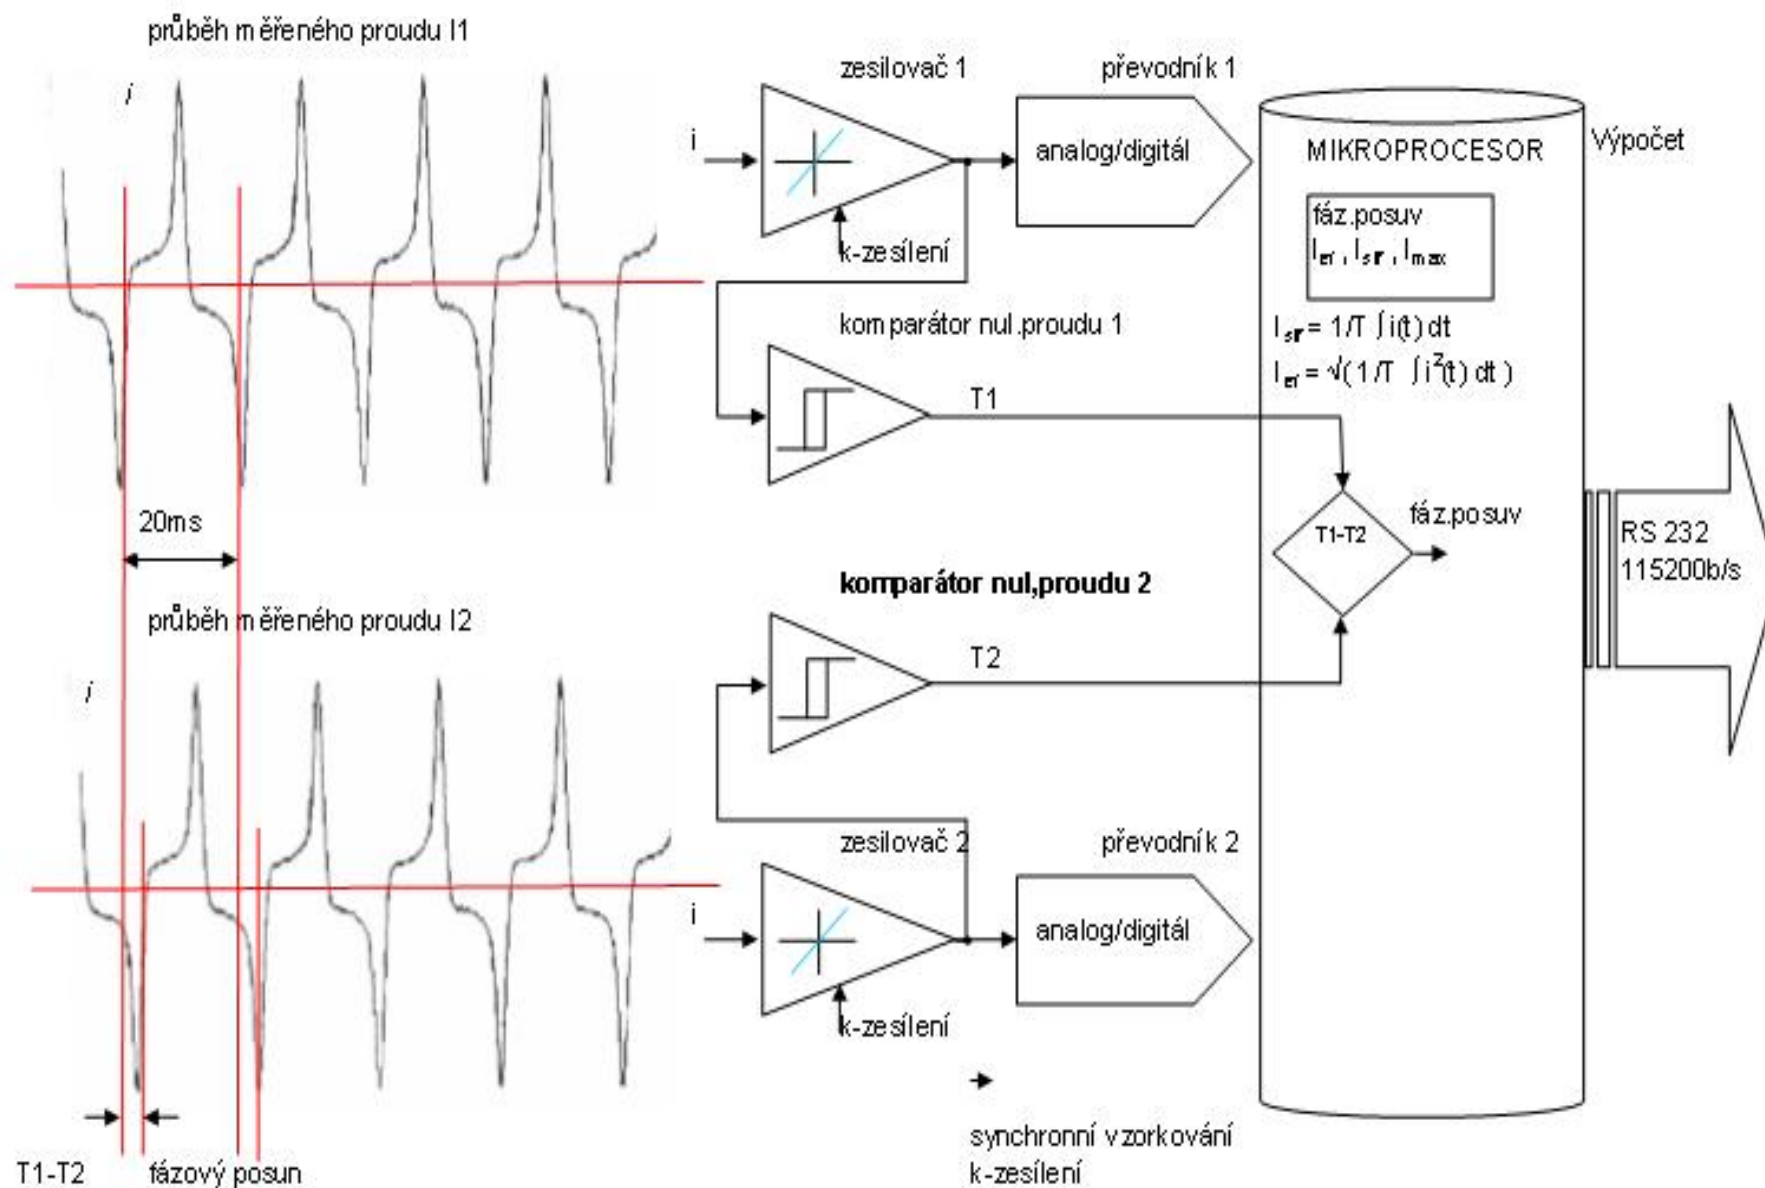 průběh měřeného proudu I1
i
20ms
průběh měřeného proudu I2
i
T1-T2
fázový posun
zesilovač 1
převodník 1
i
analog/digitál
k-zesílení
komparátor nul.proudu 1
T1
komparátor nul,proudu 2
T2
zesilovač 2
převodník 2
i
analog/digitál
k-zesílení
synchronní vzorkování
k-zesílení
MIKROPROCESOR
Výpočet
fáz.posuv
Ief , Istr , Imax
Istr = 1/T ∫ i(t) dt
Ief = √( 1/T ∫ i²(t) dt )
T1-T2
fáz.posuv
RS 232
115200b/s